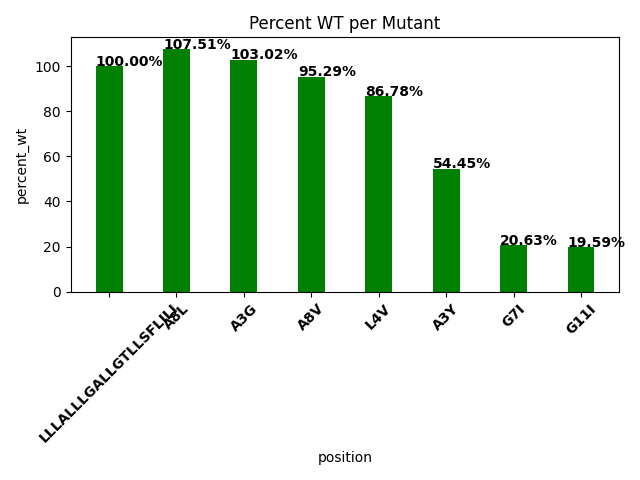 Percent WT per Mutant
100.00%
107.51%
103.02%
95.29%
86.78%
54.45%
20.63%
19.59%
percent_wt
100
80
60
40
20
0
A8L
A3G
A8V
L4V
A3Y
G7I
G11I
position